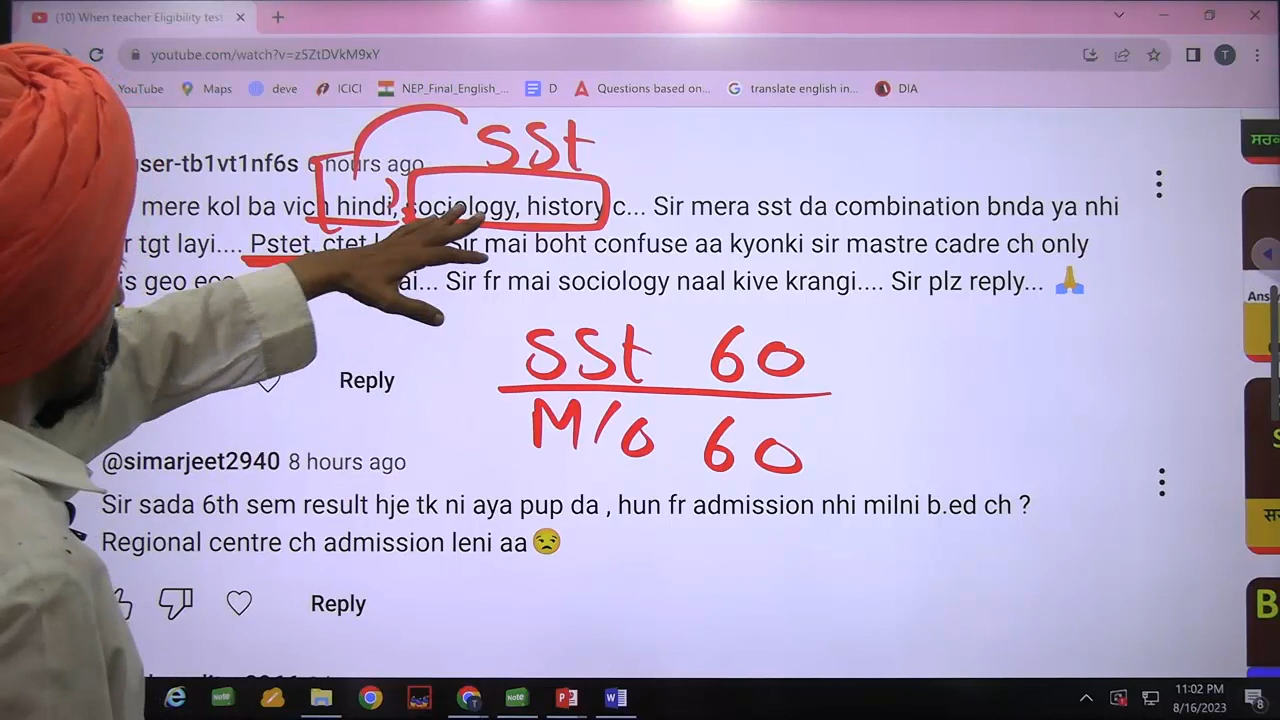 (10) When teacher Eligibility test
youtube.com/watch?v=z5ZtDVkM9xY
T
YouTube Maps deve ICICI NEP_Final_English_... D Questions based on... translate english in... DIA
sst
user-tb1vt1nf6s 6 hours ago
mere kol ba vich hindi, sociology, history c... Sir mera sst da combination bnda ya nhi
tgt layi.... Pstet, ctet Sir mai boht confuse aa kyonki sir mastre cadre ch only
geo Sir fr mai sociology naal kive krangi.... Sir plz reply... 🙏
Ans
sst 60
M/O 60
Reply
@simarjeet2940 8 hours ago
Sir sada 6th sem result hje tk ni aya pup da , hun fr admission nhi milni b.ed ch ?
Regional centre ch admission leni aa😒
Reply
B
Note Note
11:02 PM
8/16/2023
8